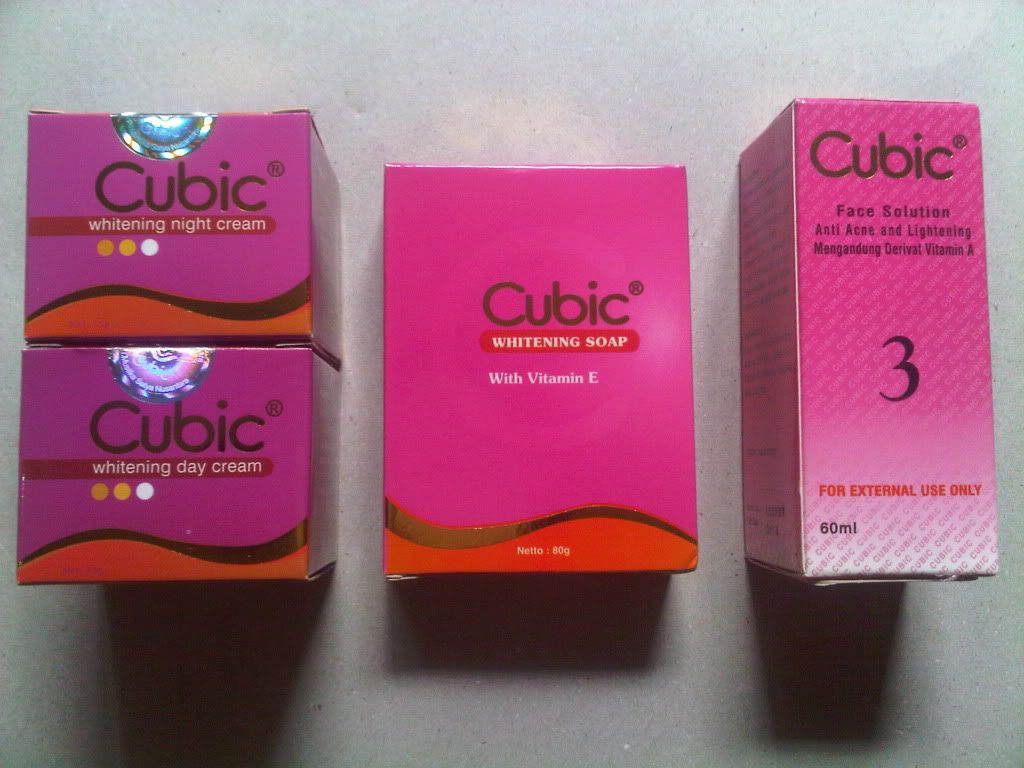 Cubic®
whitening night cream
Cubic®
whitening day cream
Cubic®
WHITENING SOAP
With Vitamin E
Netto : 80g
Cubic®
Face Solution
Anti Acne and Lightening
Mengandung Derivat Vitamin A
3
FOR EXTERNAL USE ONLY
60ml